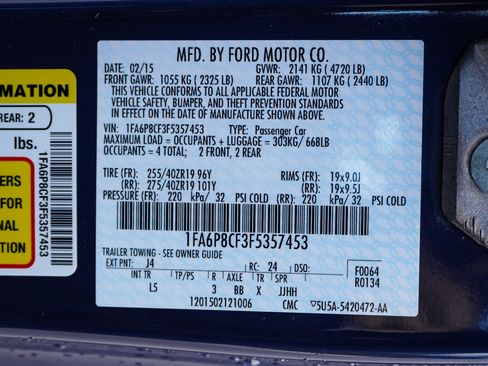 MFD. BY FORD MOTOR CO.
DATE: 02/15 GVWR: 2141 KG ( 4720 LB)
FRONT GAWR: 1055 KG ( 2325 LB) REAR GAWR: 1107 KG ( 2440 LB)
THIS VEHICLE CONFORMS TO ALL APPLICABLE FEDERAL MOTOR
VEHICLE SAFETY, BUMPER, AND THEFT PREVENTION STANDARDS IN
EFFECT ON THE DATE OF MANUFACTURE SHOWN ABOVE.
VIN: 1FA6P8CF3F5357453 TYPE: Passenger Car
MAXIMUM LOAD = OCCUPANTS + LUGGAGE = 303KG/ 668LB
OCCUPANTS = 4 TOTAL; 2 FRONT, 2 REAR
TIRE (FR): 255/40ZR19 96Y RIMS (FR): 19x9.0J
(RR): 275/40ZR19 101Y (RR): 19x9.5J
PRESSURE (FR): 220 kPa/ 32 PSI COLD (RR) 220 kPa/ 32 PSI COLD
1FA6P8CF3F5357453
TRAILER TOWING - SEE OWNER GUIDE
EXT PNT: J4 RC: 24 DSO: F0064
INT TR TP/PS R AXLE TR SPR R0134
L5 3 BB X JJHH
1201502121006 CMC 5U5A-5420472-AA
RMATION
REAR: 2
lbs.
ERS
FOR
NAL
TION
1FA6P8CF3F5357453